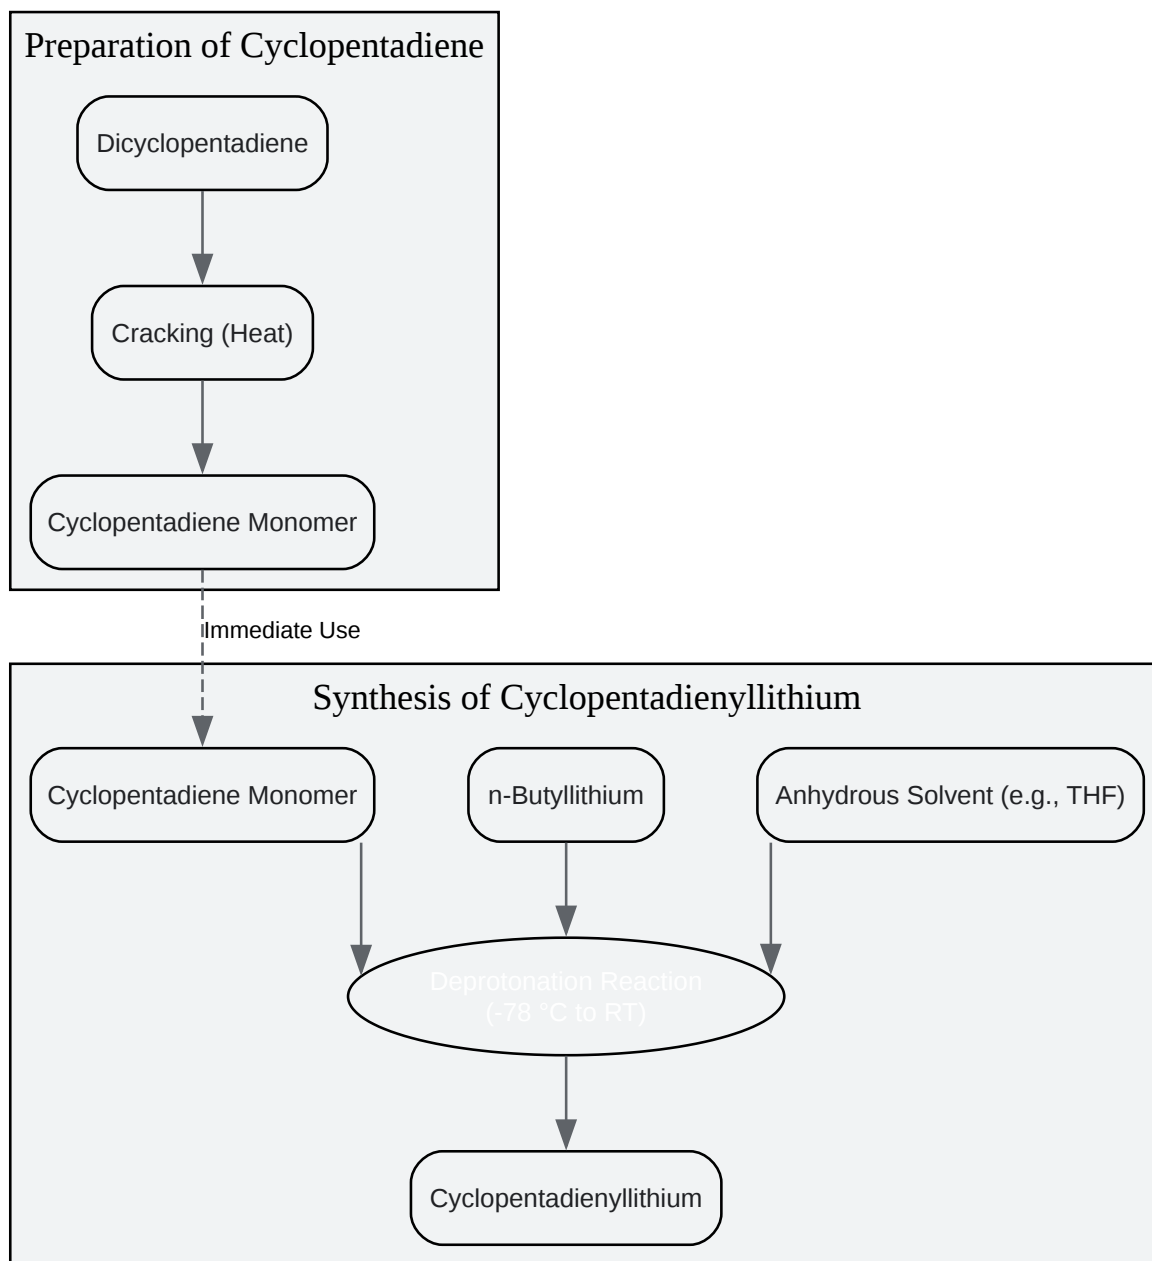 Preparation of Cyclopentadiene
Dicyclopentadiene
Cracking (Heat)
Cyclopentadiene Monomer
Immediate Use
Synthesis of Cyclopentadienyllithium
Cyclopentadiene Monomer
n-Butyllithium
Anhydrous Solvent (e.g., THF)
Deprotonation Reaction
(-78 °C to RT)
Cyclopentadienyllithium